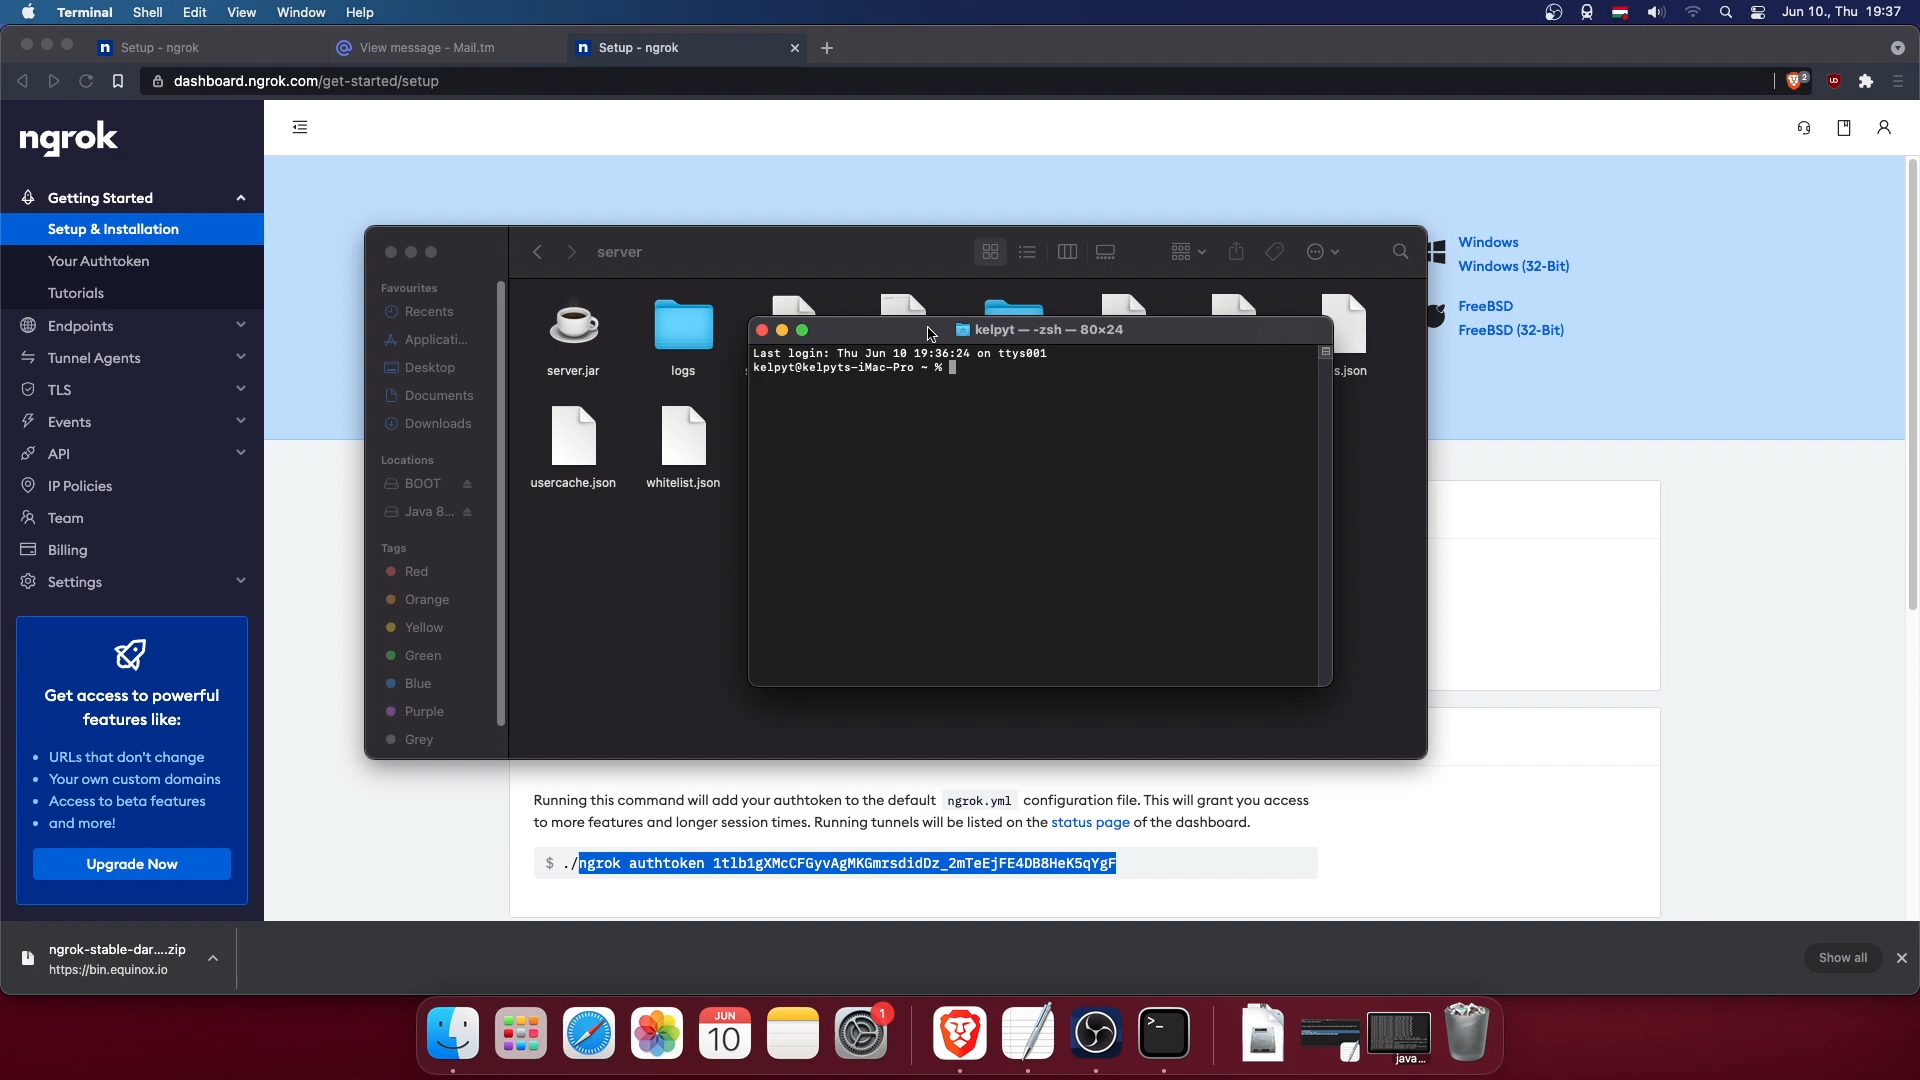 Terminal Shell Edit View Window Help
Jun 10., Thu 19:37
Setup - ngrok
View message - Mail.tm
Setup - ngrok
dashboard.ngrok.com/get-started/setup
2
ngrok
Getting Started
Setup & Installation
Your Authtoken
Tutorials
Endpoints
Tunnel Agents
TLS
Events
API
IP Policies
Team
Billing
Settings
Get access to powerful
features like:
URLs that don't change
Your own custom domains
Access to beta features
and more!
Upgrade Now
Windows
Windows (32-Bit)
FreeBSD
FreeBSD (32-Bit)
server
Favourites
Recents
Applicati...
Desktop
Documents
Downloads
Locations
BOOT
Java 8...
Tags
Red
Orange
Yellow
Green
Blue
Purple
Grey
server.jar
logs
s.json
usercache.json
whitelist.json
kelpyt — -zsh — 80×24
Last login: Thu Jun 10 19:36:24 on ttys001
kelpyt@kelpyts-iMac-Pro ~ %
Running this command will add your authtoken to the default ngrok.yml configuration file. This will grant you access
to more features and longer session times. Running tunnels will be listed on the status page of the dashboard.
$ ./ngrok authtoken 1tlb1gXMcCFGyvAgMKGmrsdidDz_2mTeEjFE4DB8HeK5qYgF
ngrok-stable-dar....zip
https://bin.equinox.io
Show all
JUN
10
1
>_
java...